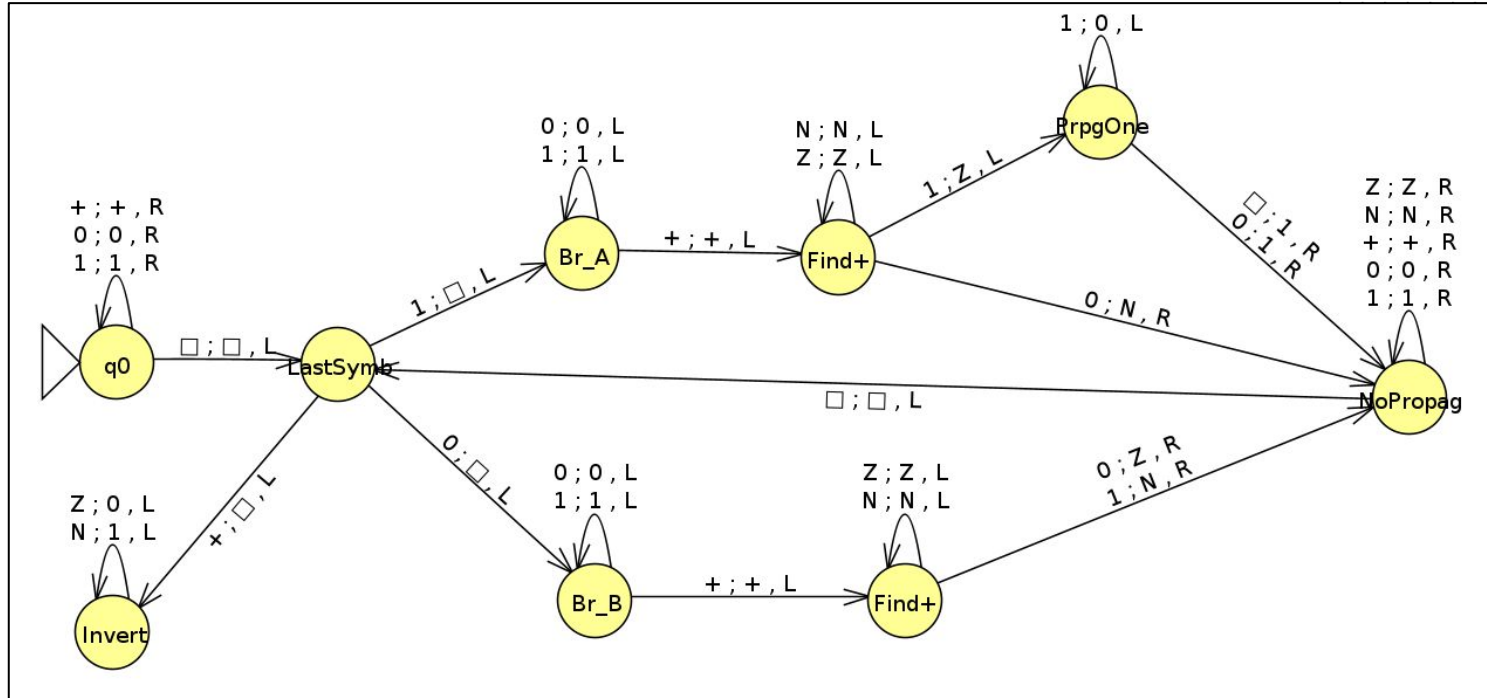 1 ; 0 , L
PrpgOne
0 ; 0 , L
1 ; 1 , L
Br_A
N ; N , L
Z ; Z , L
Find+
1 ; Z , L
+ ; + , R
0 ; 0 , R
1 ; 1 , R
q0
□ ; □ , L
LastSymb
1 ; □ , L
+ ; + , L
0 ; N , R
□ ; 1 , R
0 ; 1 , R
Z ; Z , R
N ; N , R
+ ; + , R
0 ; 0 , R
1 ; 1 , R
NoPropag
□ ; □ , L
0 ; □ , L
+ ; □ , L
Z ; 0 , L
N ; 1 , L
Invert
0 ; 0 , L
1 ; 1 , L
Br_B
+ ; + , L
Z ; Z , L
N ; N , L
Find+
0 ; Z , R
1 ; N , R